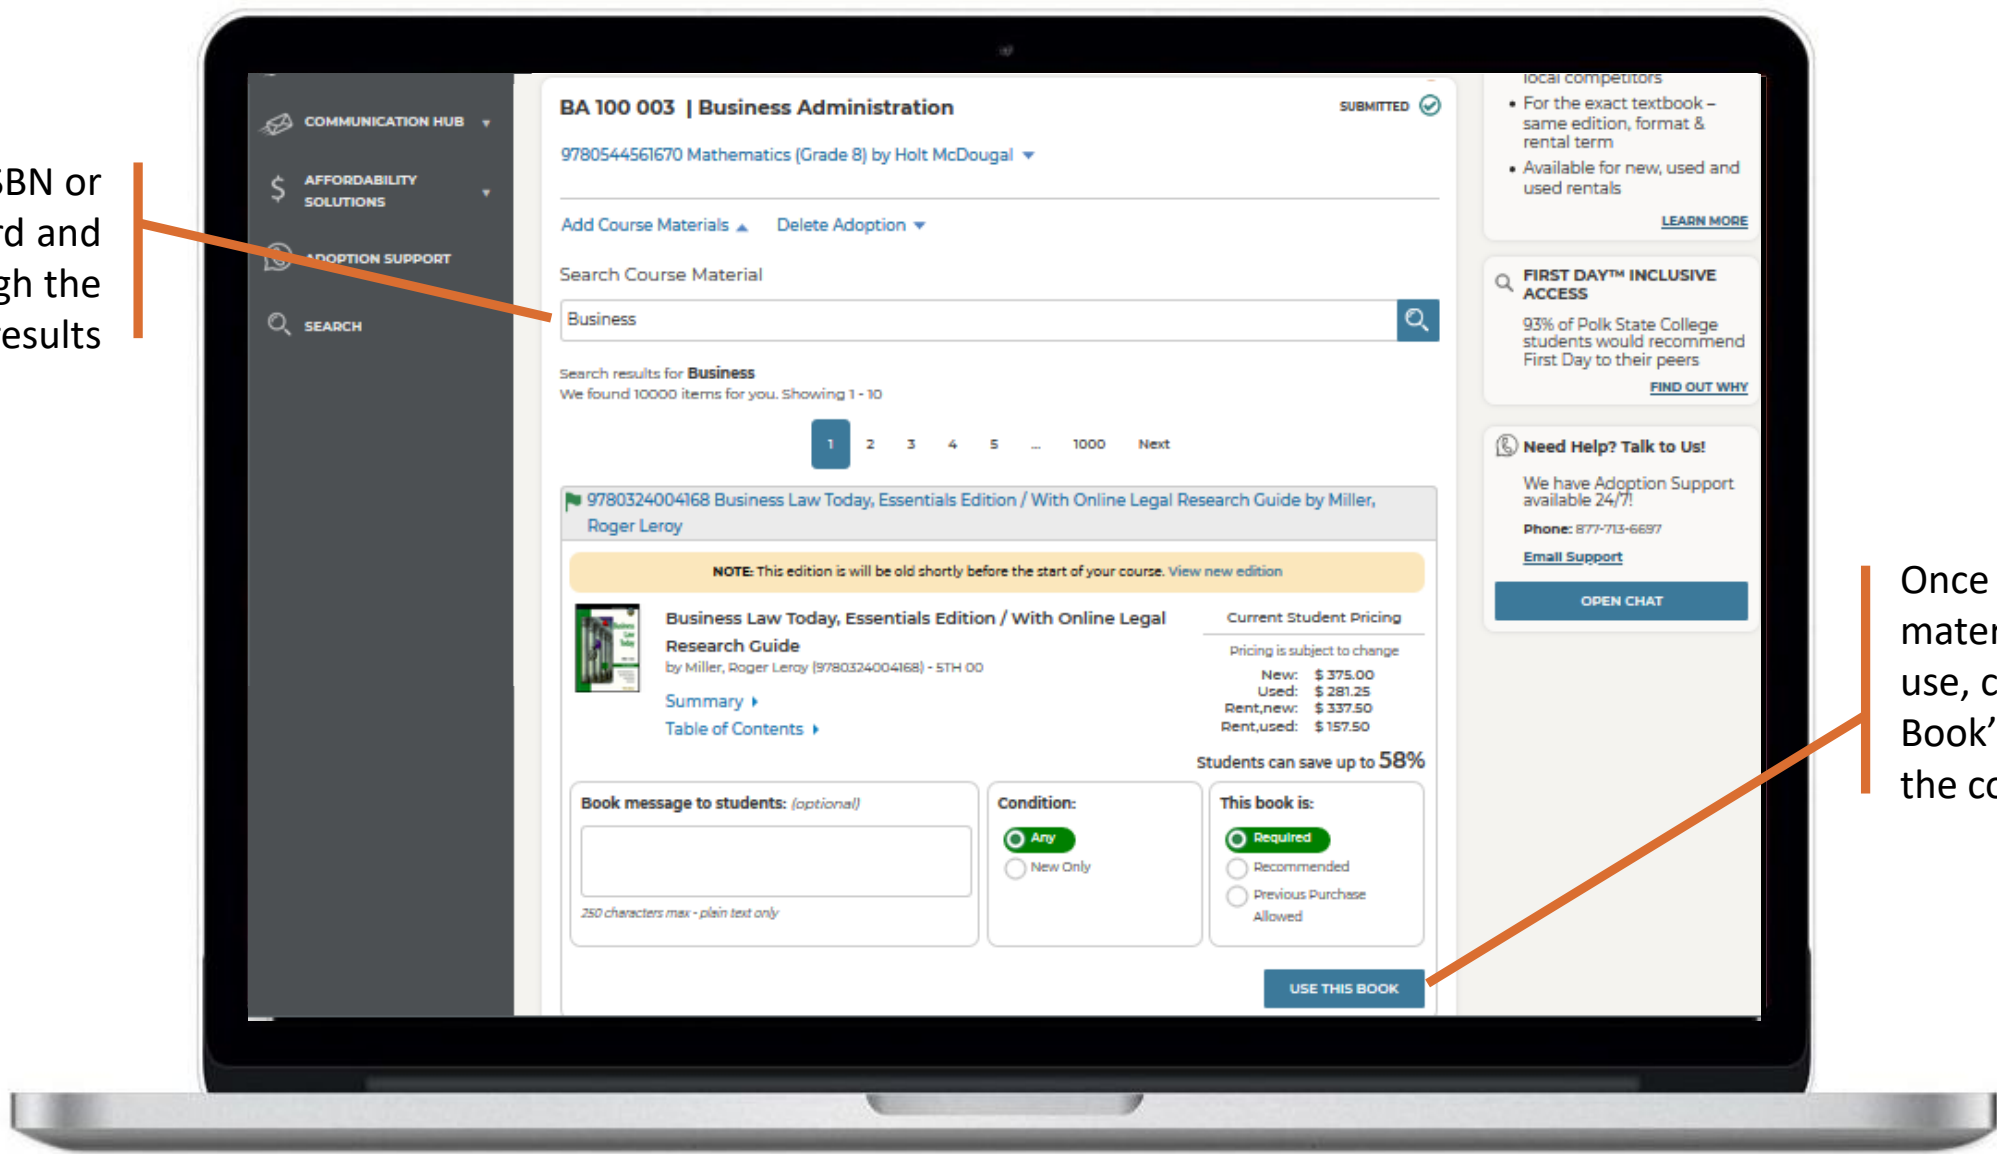 SBN or
rd and
gh the
results
COMMUNICATION HUB
AFFORDABILITY
SOLUTIONS
ADOPTION SUPPORT
SEARCH
BA 100 003 | Business Administration
SUBMITTED
9780544561670 Mathematics (Grade 8) by Holt McDougal
Add Course Materials
Delete Adoption
Search Course Material
Business
Search results for Business
We found 10000 items for you. Showing 1 - 10
1 2 3 4 5 ... 1000 Next
9780324004168 Business Law Today, Essentials Edition / With Online Legal Research Guide by Miller,
Roger Leroy
NOTE: This edition is will be old shortly before the start of your course. View new edition
Business Law Today, Essentials Edition / With Online Legal
Research Guide
by Miller, Roger Leroy (9780324004168) - 5TH 00
Summary
Table of Contents
Current Student Pricing
Pricing is subject to change
New: $ 375.00
Used: $ 281.25
Rent,new: $ 337.50
Rent,used: $ 157.50
Students can save up to 58%
Book message to students: (optional)
250 characters max - plain text only
Condition:
Any
New Only
This book is:
Required
Recommended
Previous Purchase
Allowed
USE THIS BOOK
local competitors
• For the exact textbook –
same edition, format &
rental term
• Available for new, used and
used rentals
LEARN MORE
FIRST DAY™ INCLUSIVE
ACCESS
93% of Polk State College
students would recommend
First Day to their peers
FIND OUT WHY
Need Help? Talk to Us!
We have Adoption Support
available 24/7!
Phone: 877-713-6697
Email Support
OPEN CHAT
Once
mater
use, c
Book'
the co